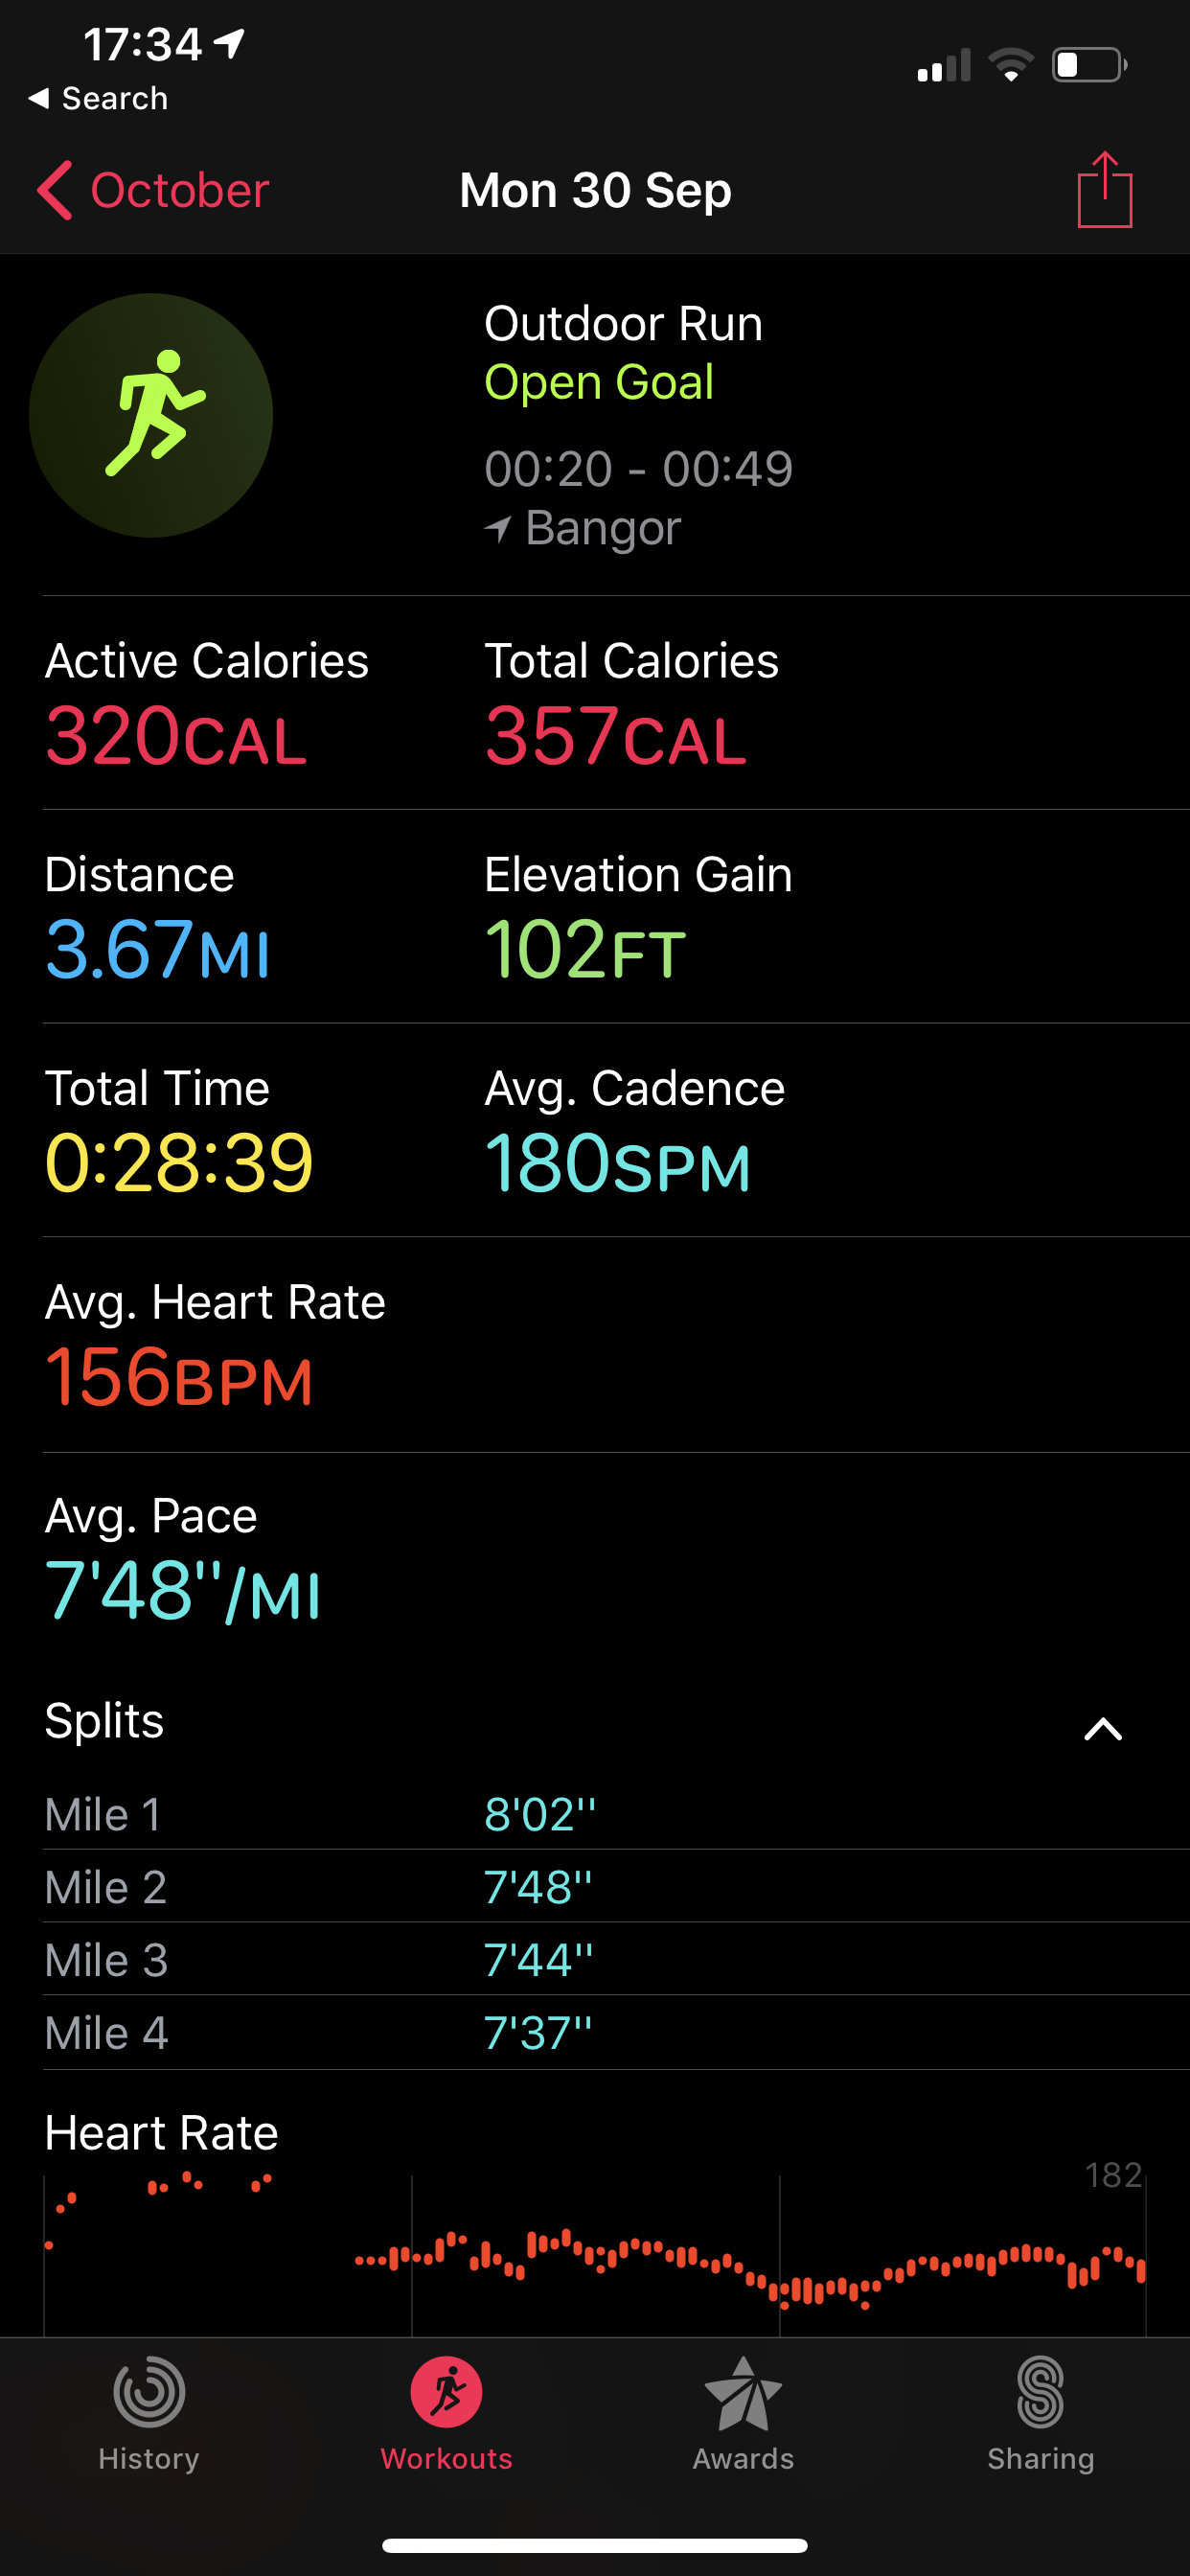 17:34
Search
October
Mon 30 Sep
Outdoor Run
Open Goal
00:20 - 00:49
Bangor
Active Calories
Total Calories
320CAL
357CAL
Distance
Elevation Gain
3.67MI
102FT
Total Time
Avg. Cadence
0:28:39
180SPM
Avg. Heart Rate
156BPM
Avg. Pace
7'48''/MI
Splits
Mile 1
8'02''
Mile 2
7'48''
Mile 3
7'44''
Mile 4
7'37''
Heart Rate
182
History
Workouts
Awards
Sharing